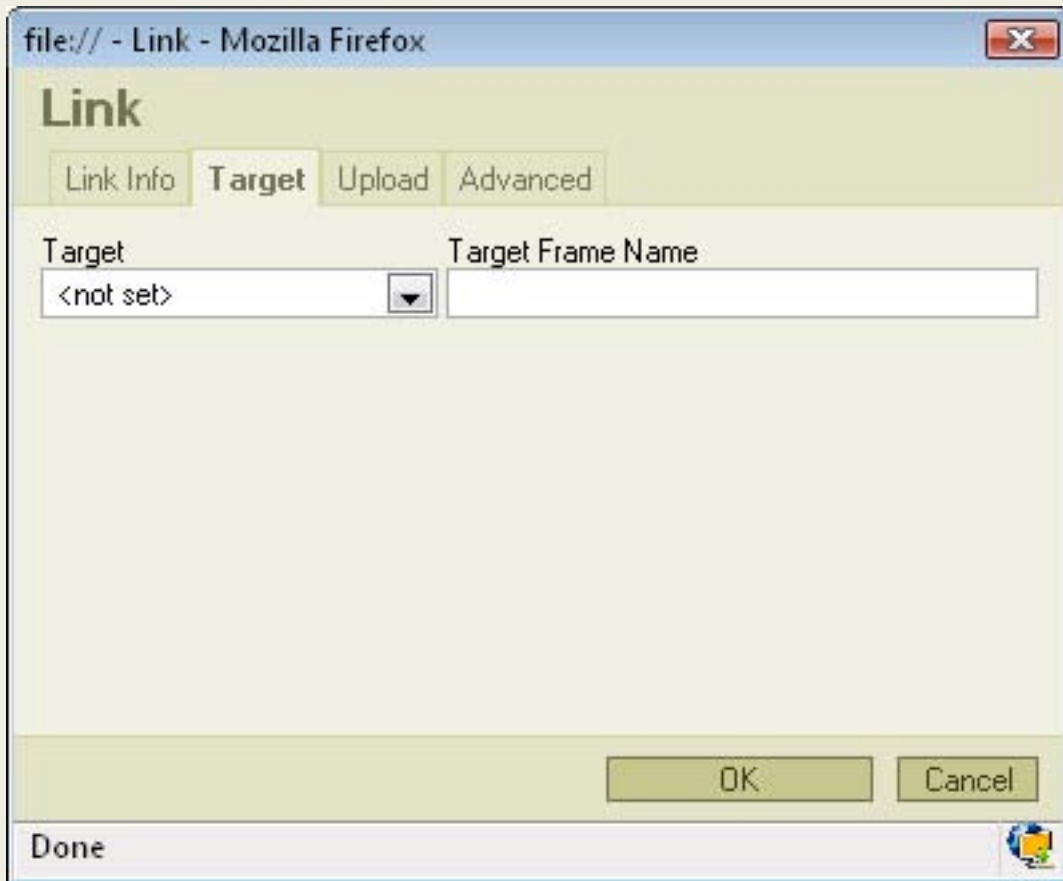 file:// - Link - Mozilla Firefox
Link
Link Info Target Upload Advanced
Target Target Frame Name
<not set>
OK Cancel
Done